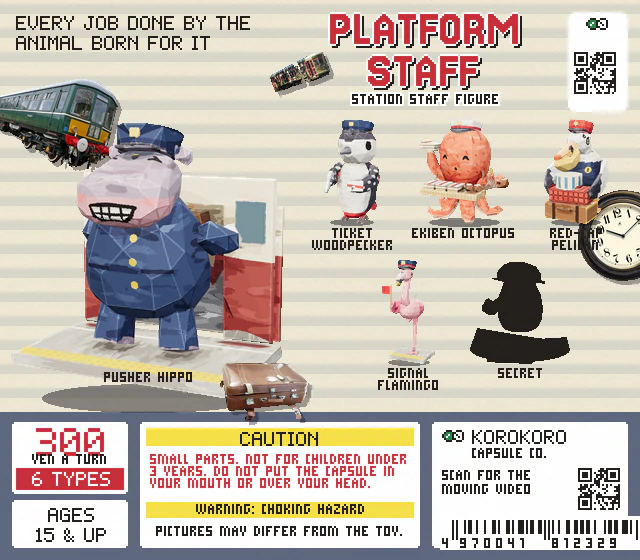 EVERY JOB DONE BY THE
ANIMAL BORN FOR IT
PLATFORM
STAFF
STATION STAFF FIGURE
TICKET
WOODPECKER
EKIBEN OCTOPUS
RED-CAP
PELICAN
PUSHER HIPPO
SIGNAL
FLAMINGO
SECRET
300
YEN A TURN
6 TYPES
AGES
15 & UP
CAUTION
SMALL PARTS. NOT FOR CHILDREN UNDER
3 YEARS. DO NOT PUT THE CAPSULE IN
YOUR MOUTH OR OVER YOUR HEAD.
WARNING: CHOKING HAZARD
PICTURES MAY DIFFER FROM THE TOY.
KOROKORO
CAPSULE CO.
SCAN FOR THE
MOVING VIDEO
4 970041 812329